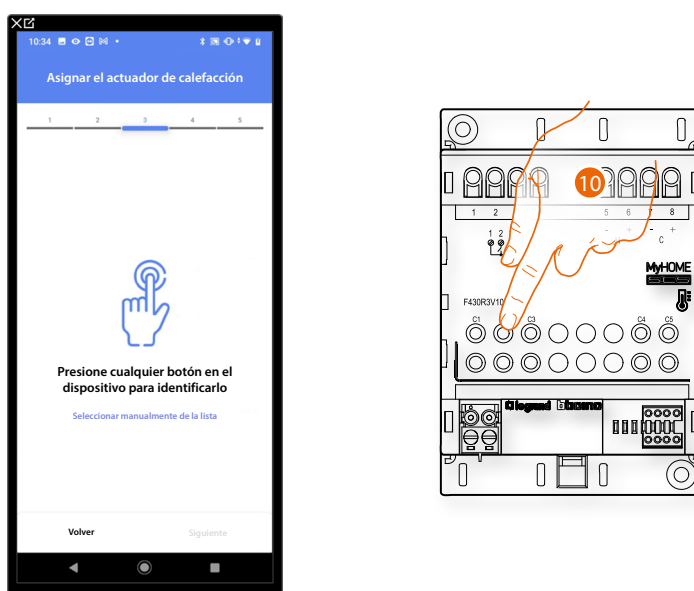 10:34
Asignar el actuador de calefacción
1 2 3 4 5
Presione cualquier botón en el
dispositivo para identificarlo
Seleccionar manualmente de la lista
Volver Siguiente
10
1 2 5 6 7 8
1 2 - + - +
C
MyHOME
F430R3V10
C1 C3 C4 C5
legrand bticino